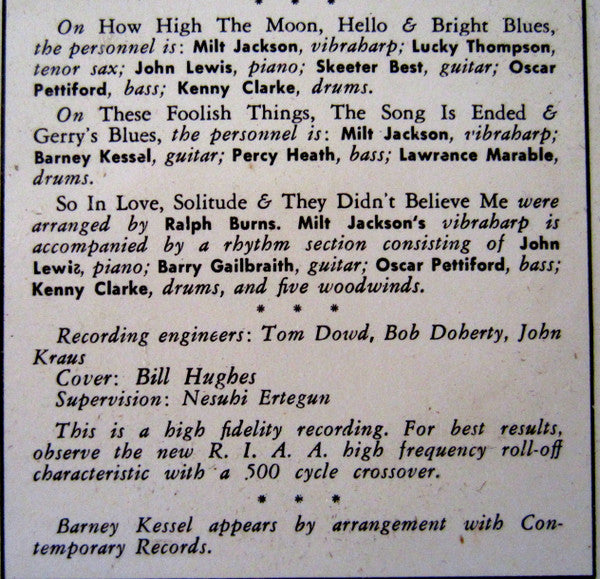 * * *
On How High The Moon, Hello & Bright Blues,
the personnel is: Milt Jackson, vibraharp; Lucky Thompson,
tenor sax; John Lewis, piano; Skeeter Best, guitar; Oscar
Pettiford, bass; Kenny Clarke, drums.
On These Foolish Things, The Song Is Ended &
Gerry's Blues, the personnel is: Milt Jackson, vibraharp;
Barney Kessal, guitar; Percy Heath, bass; Lawrance Marable,
drums.
So In Love, Solitude & They Didn't Believe Me were
arranged by Ralph Burns. Milt Jackson's vibraharp is
accompanied by a rhythm section consisting of John
Lewis, piano; Barry Gailbraith, guitar; Oscar Pettiford, bass;
Kenny Clarke, drums, and five woodwinds.
* * *
Recording engineers: Tom Dowd, Bob Doherty, John
Kraus
Cover: Bill Hughes
Supervision: Nesuhi Ertegun
This is a high fidelity recording. For best results,
observe the new R. I. A. A. high frequency roll-off
characteristic with a 500 cycle crossover.
* * *
Barney Kessel appears by arrangement with Con-
temporary Records.